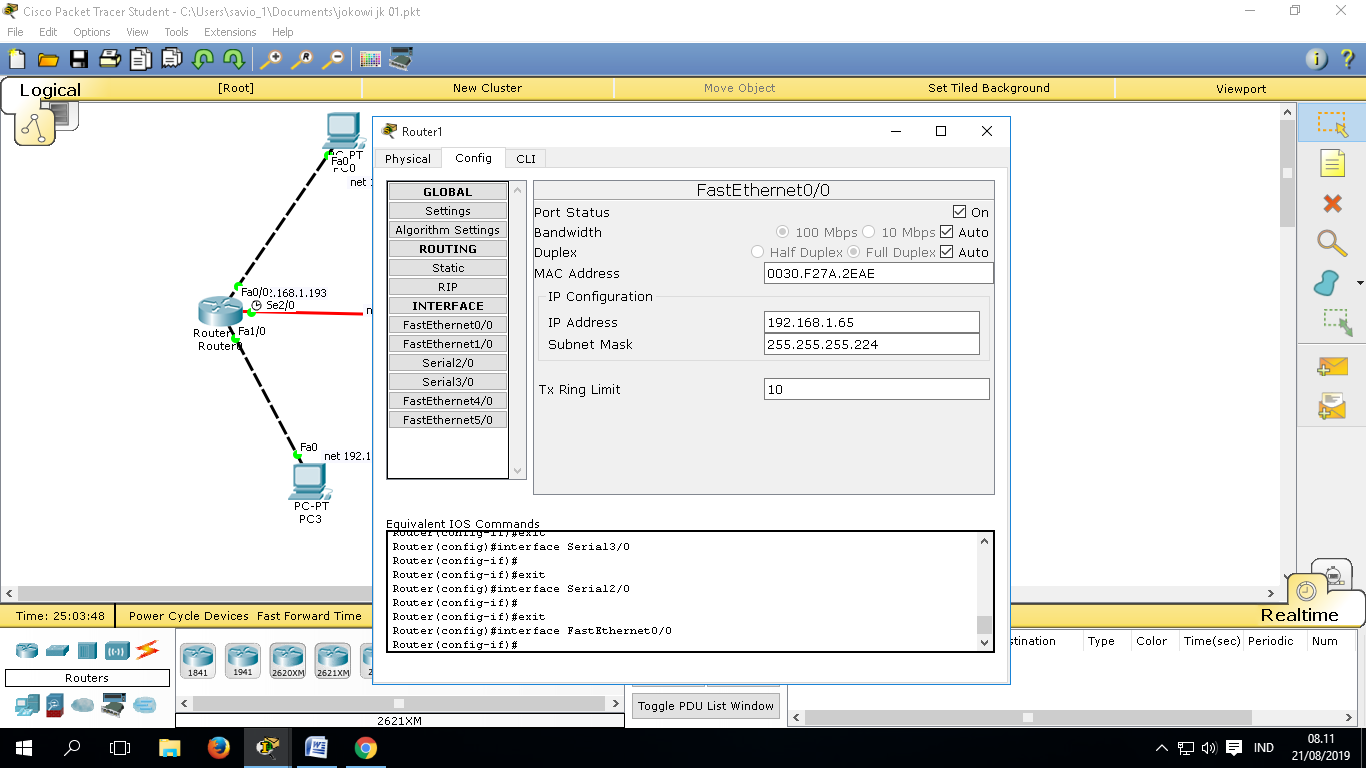 Cisco Packet Tracer Student - C:\Users\savio_1\Documents\jokowi jk 01.pkt
File Edit Options View Tools Extensions Help
Logical [Root] New Cluster Move Object Set Tiled Background Viewport
Router1
Physical Config CLI
GLOBAL
Settings
Algorithm Settings
ROUTING
Static
RIP
INTERFACE
FastEthernet0/0
FastEthernet1/0
Serial2/0
Serial3/0
FastEthernet4/0
FastEthernet5/0
FastEthernet0/0
Port Status On
Bandwidth 100 Mbps 10 Mbps Auto
Duplex Half Duplex Full Duplex Auto
MAC Address 0030.F27A.2EAE
IP Configuration
IP Address 192.168.1.65
Subnet Mask 255.255.255.224
Tx Ring Limit 10
Equivalent IOS Commands
Router(config-if)#exit
Router(config)#interface Serial3/0
Router(config-if)#
Router(config-if)#exit
Router(config)#interface Serial2/0
Router(config-if)#
Router(config-if)#exit
Router(config)#interface FastEthernet0/0
Router(config-if)#
Fa0
net 1
Fa0/0 .168.1.193
Se2/0
Fa1/0
Router0
Fa0
net 192.1
PC-PT
PC3
Time: 25:03:48 Power Cycle Devices Fast Forward Time Realtime
Routers
1841 1941 2620XM 2621XM 2
2621XM
Toggle PDU List Window
stination Type Color Time(sec) Periodic Num
IND
08.11
21/08/2019